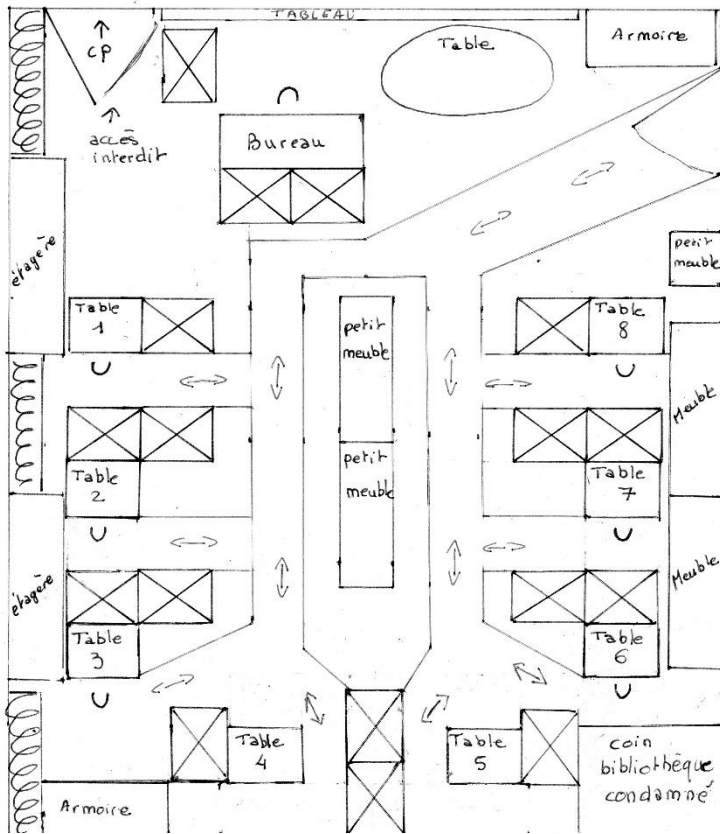 TABLEAU
CP
accès
interdit
Table
Armoire
Bureau
étagère
petit
meuble
Table
1
petit
meuble
Table
8
Meuble
Table
2
petit
meuble
Table
7
étagère
Meuble
Table
3
Table
6
Table
4
Table
5
coin
bibliothèque
condamné
Armoire